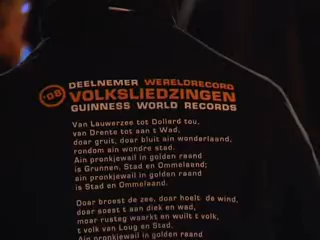 '08
DEELNEMER WERELDRECORD
VOLKSLIEDZINGEN
GUINNESS WORLD RECORDS
Van Lauwerzee tot Dollard tou,
van Drente tot aan t Wad,
doar gruit, doar bluit ain wonderlaand,
rondom ain wondre stad.
Ain pronkjewail in golden raand
is Grunnen, Stad en Ommeland;
ain pronkjewail in golden raand
is Stad en Ommeland.
Doar broest de zee, doar hoelt de wind,
doar soest t aan diek en wad,
moar rusteg waarkt en wuilt t volk,
t volk van Loug en Stad.
Ain pronkjewail in golden raand